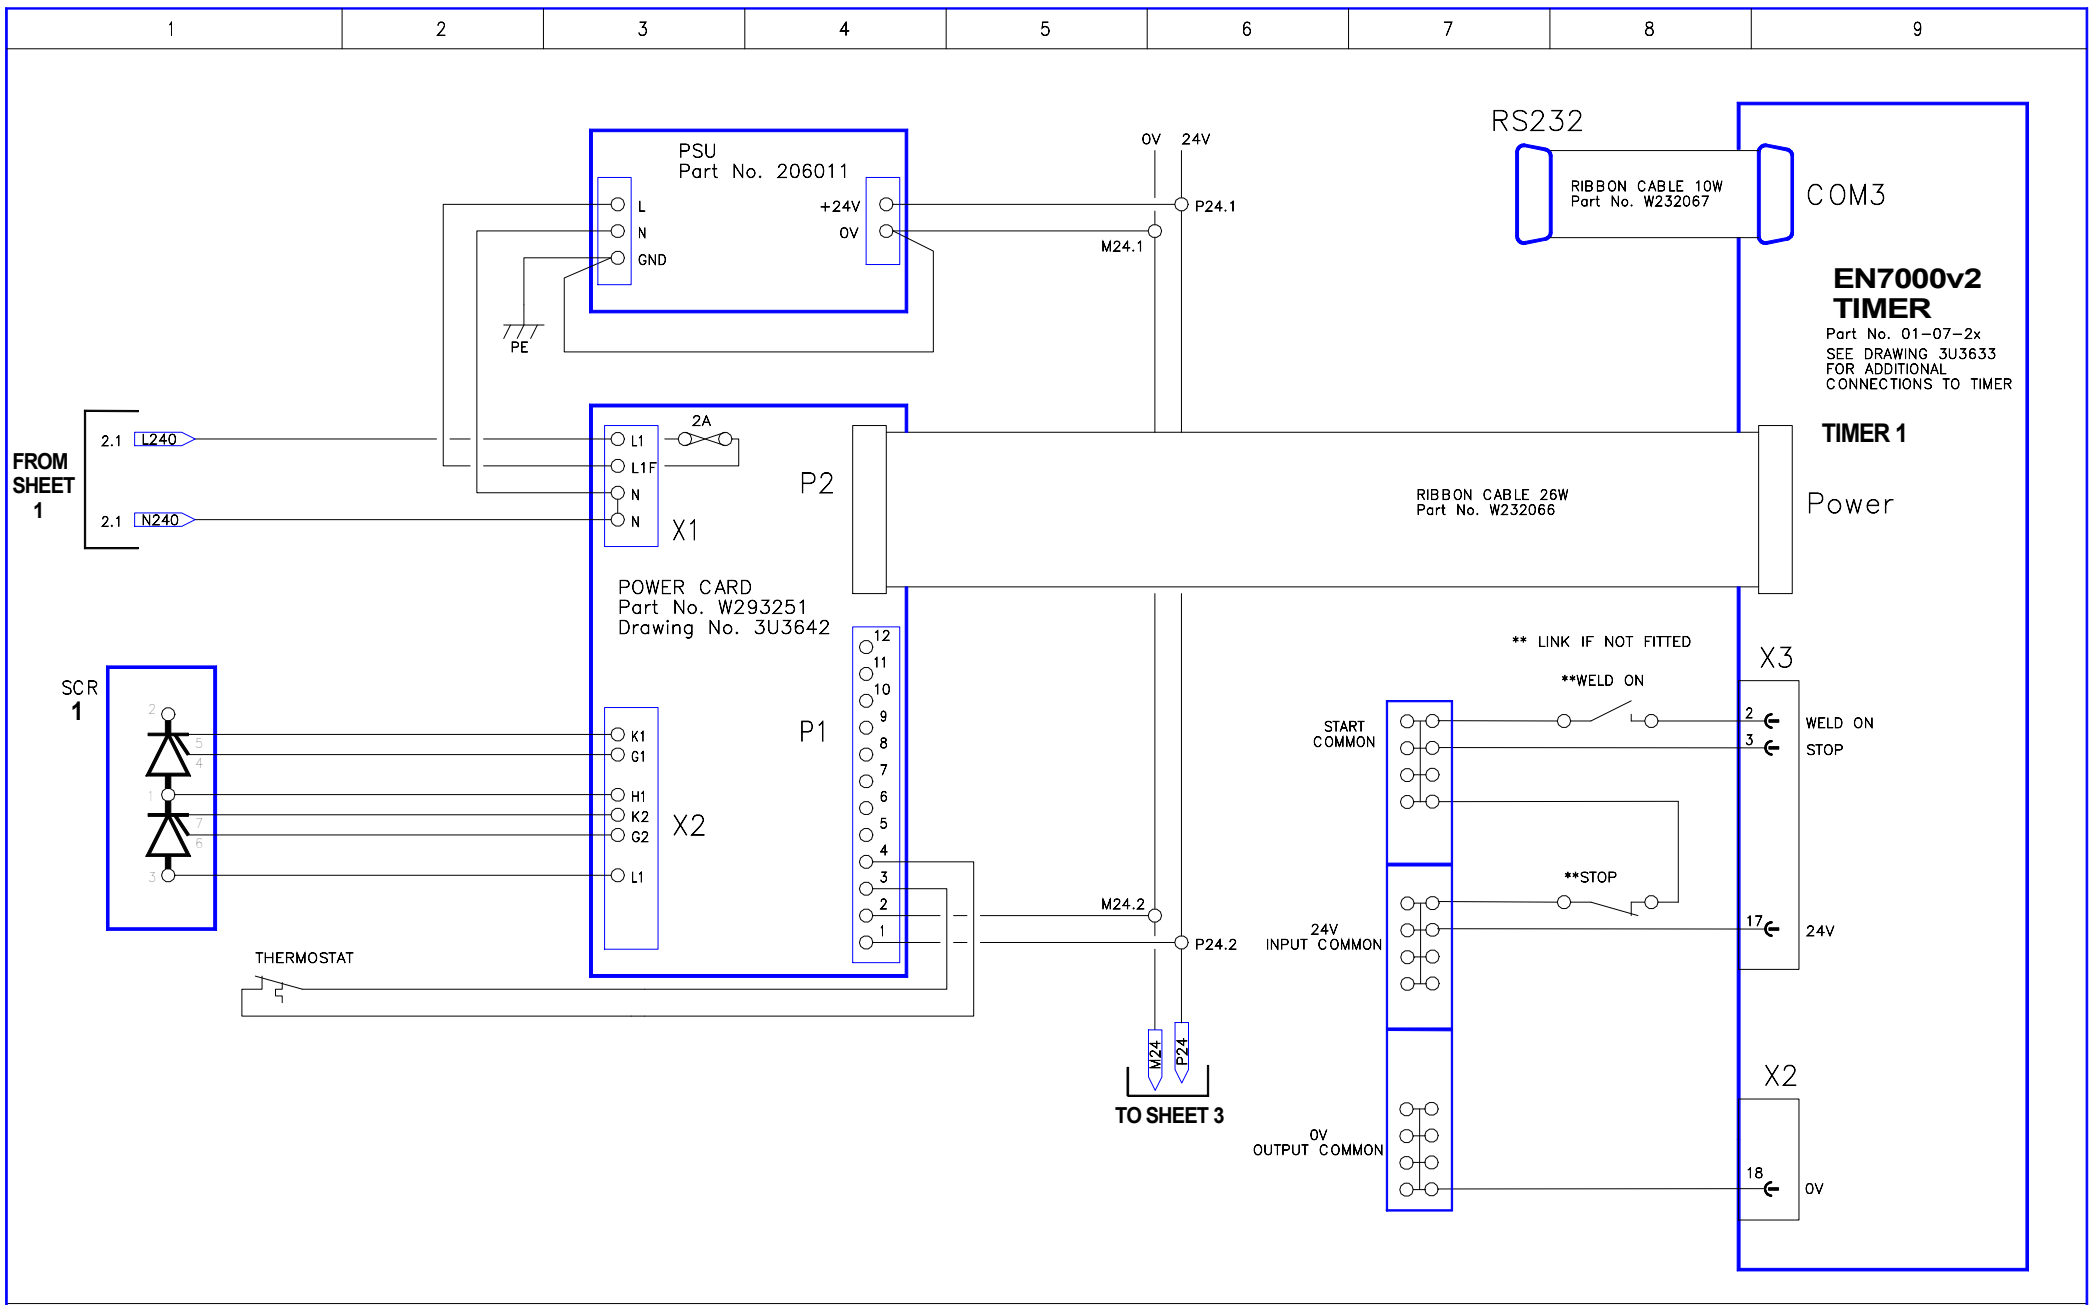 1 2 3 4 5 6 7 8 9
PSU
Part No. 206011
L
N
GND
+24V
0V
PE
0V 24V
P24.1
M24.1
RS232
RIBBON CABLE 10W
Part No. W232067
COM3
EN7000v2
TIMER
Part No. 01-07-2x
SEE DRAWING 3U3633
FOR ADDITIONAL
CONNECTIONS TO TIMER
TIMER 1
FROM
SHEET
1
2.1 L240
2.1 N240
L1
L1F
N
N
2A
X1
P2
RIBBON CABLE 26W
Part No. W232066
Power
POWER CARD
Part No. W293251
Drawing No. 3U3642
12
11
10
9
8
7
6
5
4
3
2
1
P1
SCR
1
2
5
4
1
7
6
3
K1
G1
H1
K2
G2
L1
X2
THERMOSTAT
M24.2
P24.2
M24
P24
TO SHEET 3
** LINK IF NOT FITTED
**WELD ON
START
COMMON
**STOP
24V
INPUT COMMON
0V
OUTPUT COMMON
X3
2 WELD ON
3 STOP
17 24V
X2
18 0V